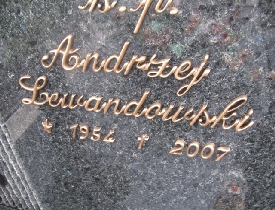 Ś.p.
Andrzej
Lewandowski
* 1954 † 2007